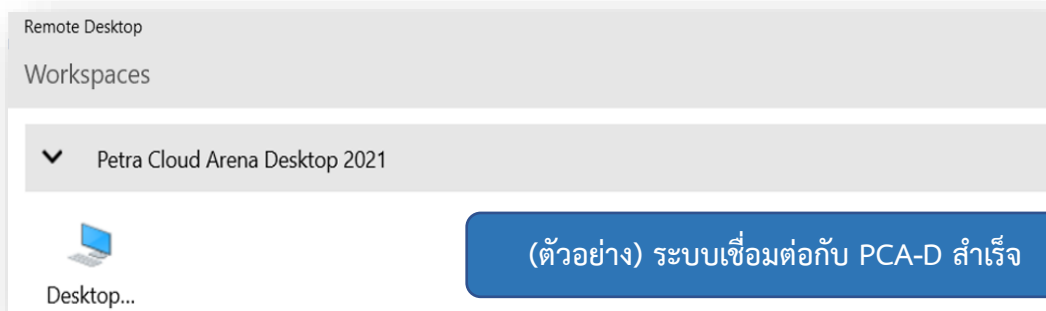 Remote Desktop
Workspaces
Petra Cloud Arena Desktop 2021
(ตัวอย่าง) ระบบเชื่อมต่อกับ PCA-D สำเร็จ
Desktop...